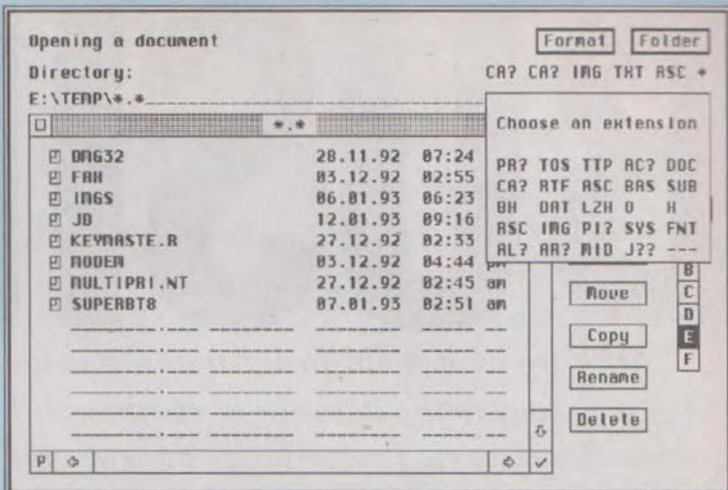 Opening a document
Format
Folder
Directory:
CA? CA? IMG TXT ASC *
E:\TEMP\*.*
*.*
DMG32 28.11.92 07:24
FAX 03.12.92 02:55
IMGS 06.01.93 06:23
JD 12.01.93 09:16
KEYMASTE.R 27.12.92 02:33
MODEM 03.12.92 04:44 pm
MULTIPRI.NT 27.12.92 02:45 am
SUPERBT8 07.01.93 02:51 am
Choose an extension
PR? TOS TTP AC? DOC
CA? RTF ASC BAS SUB
BH DAT LZH O H
RSC IMG PI? SYS FNT
AL? AR? MID J?? ---
Move
Copy
Rename
Delete
B
C
D
E
F
P